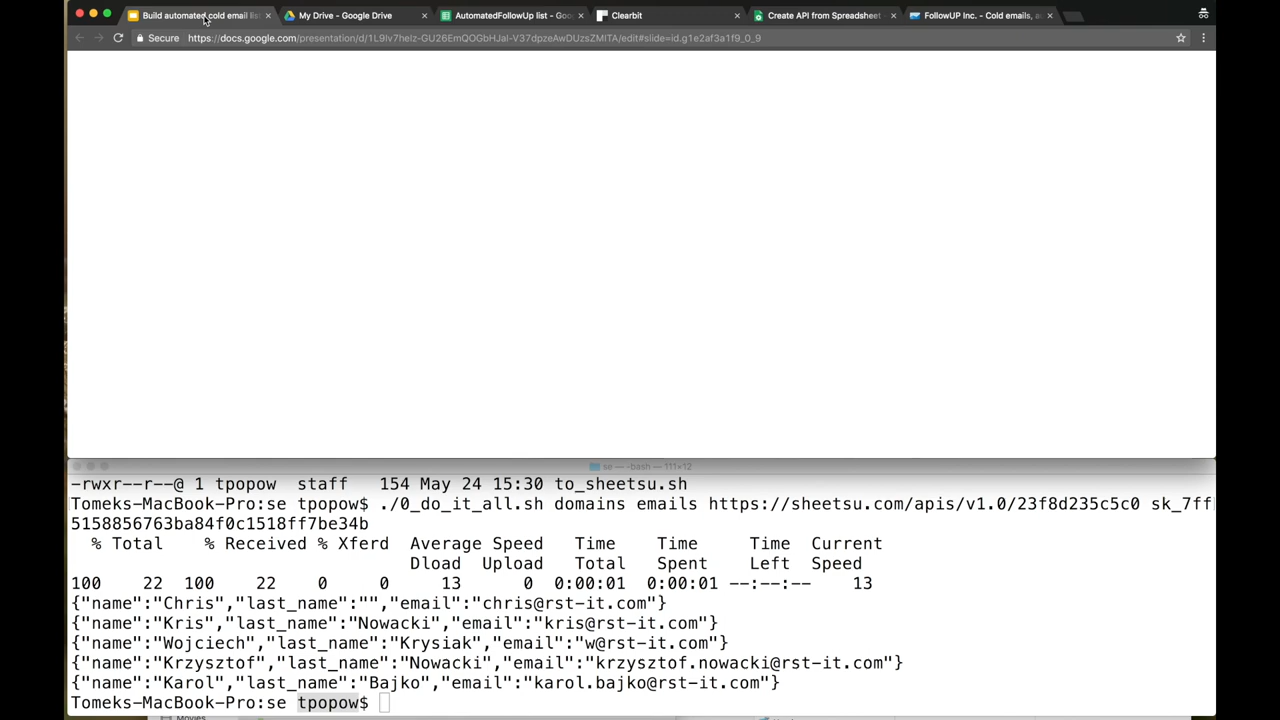 Build automated cold email lis
My Drive - Google Drive
AutomatedFollowUp list - Goo
Clearbit
Create API from Spreadsheet
FollowUP Inc. - Cold emails, a
Secure
https://docs.google.com/presentation/d/1L9Iv7heIz-GU26EmQOGbHJaI-V37dpzeAwDUzsZMITA/edit#slide=id.g1e2af3a1f9_0_9
se — -bash — 111×12
-rwxr--r--@ 1 tpopow staff 154 May 24 15:30 to_sheetsu.sh
Tomeks-MacBook-Pro:se tpopow$ ./0_do_it_all.sh domains emails https://sheetsu.com/apis/v1.0/23f8d235c5c0 sk_7ff
5158856763ba84f0c1518ff7be34b
% Total % Received % Xferd Average Speed Time Time Time Current
Dload Upload Total Spent Left Speed
100 22 100 22 0 0 13 0 0:00:01 0:00:01 --:--:-- 13
{"name":"Chris","last_name":"","email":"chris@rst-it.com"}
{"name":"Kris","last_name":"Nowacki","email":"kris@rst-it.com"}
{"name":"Wojciech","last_name":"Krysiak","email":"w@rst-it.com"}
{"name":"Krzysztof","last_name":"Nowacki","email":"krzysztof.nowacki@rst-it.com"}
{"name":"Karol","last_name":"Bajko","email":"karol.bajko@rst-it.com"}
Tomeks-MacBook-Pro:se tpopow$
Movies